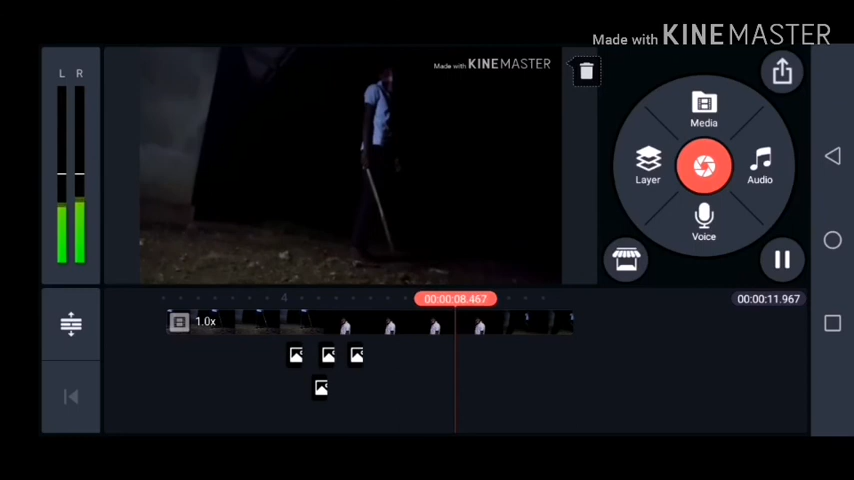 Made with KINEMASTER
L R
Made with KINEMASTER
Media
Layer
Audio
Voice
4
00:00:08.467
00:00:11.967
1.0x